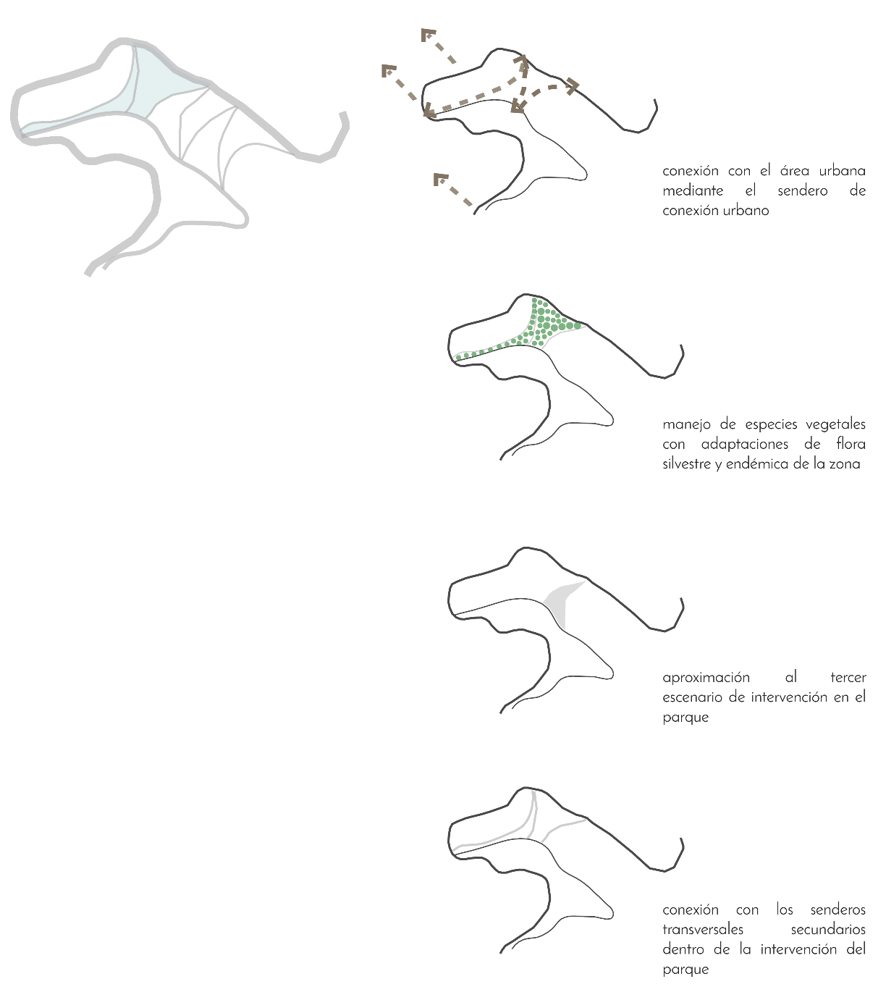 conexión con el área urbana
mediante el sendero de
conexión urbano
manejo de especies vegetales
con adaptaciones de flora
silvestre y endémica de la zona
aproximación al tercer
escenario de intervención en el
parque
conexión con los senderos
transversales secundarios
dentro de la intervención del
parque